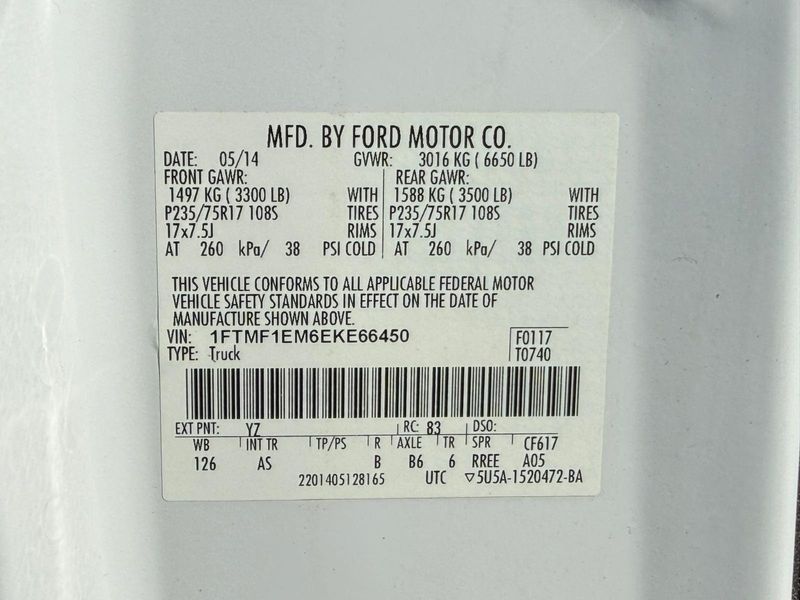 MFD. BY FORD MOTOR CO.
DATE: 05/14 GVWR: 3016 KG ( 6650 LB)
FRONT GAWR: REAR GAWR:
1497 KG ( 3300 LB) WITH 1588 KG ( 3500 LB) WITH
P235/75R17 108S TIRES P235/75R17 108S TIRES
17x7.5J RIMS 17x7.5J RIMS
AT 260 kPa/ 38 PSI COLD AT 260 kPa/ 38 PSI COLD
THIS VEHICLE CONFORMS TO ALL APPLICABLE FEDERAL MOTOR
VEHICLE SAFETY STANDARDS IN EFFECT ON THE DATE OF
MANUFACTURE SHOWN ABOVE.
VIN: 1FTMF1EM6EKE66450 F0117
TYPE: Truck T0740
EXT PNT: YZ RC: 83 DSO:
WB INT TR TP/PS R AXLE TR SPR CF617
126 AS B B6 6 RREE A05
2201405128165 UTC ▽5U5A-1520472-BA